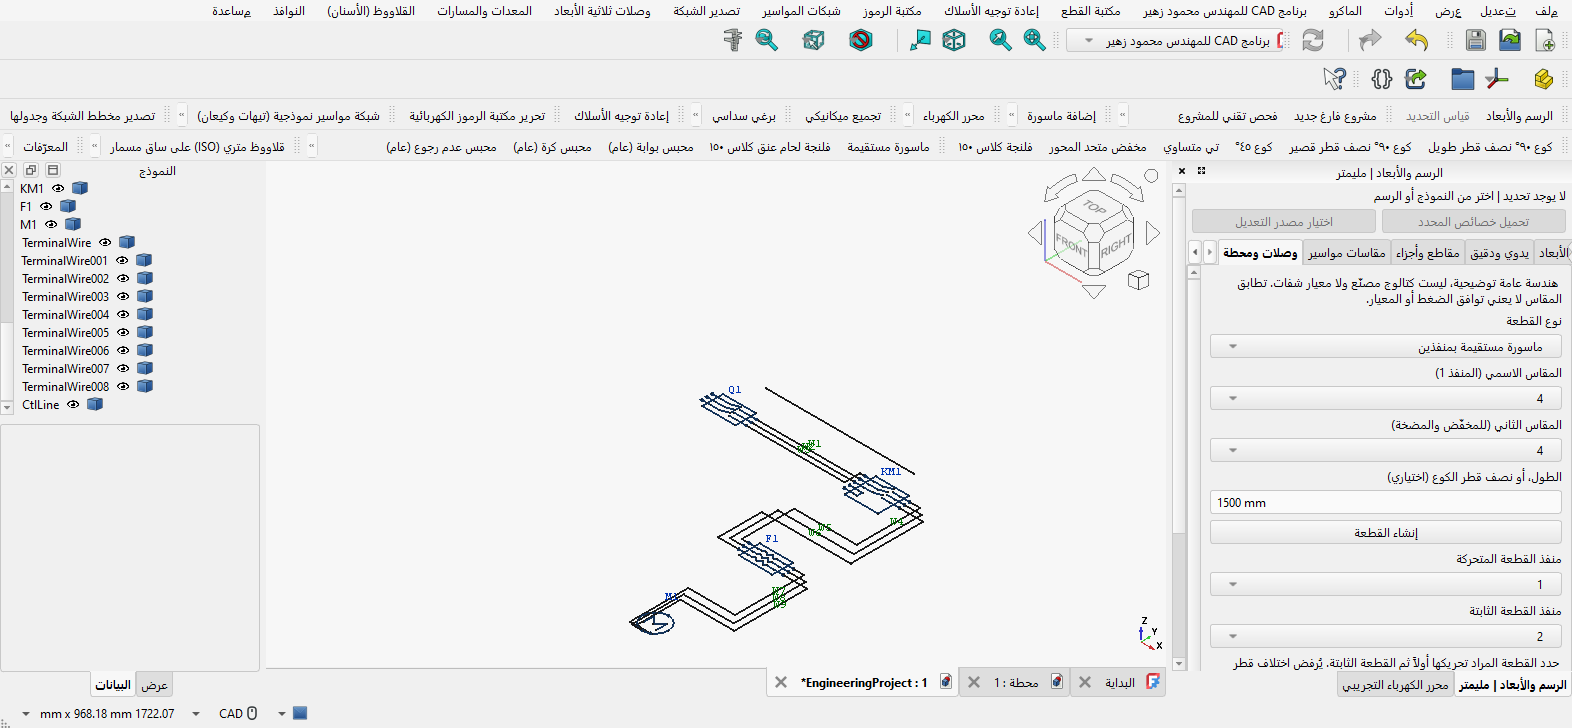 ملف
تعديل
عرض
أدوات
الماكرو
برنامج CAD للمهندس محمود زهير
مكتبة القطع
إعادة توجيه الأسلاك
مكتبة الرموز
شبكات المواسير
تصدير الشبكة
وصلات ثلاثية الأبعاد
المعدات والمسارات
القلاووظ (الأسنان)
النوافذ
مساعدة
برنامج CAD للمهندس محمود زهير
الرسم والأبعاد
قياس التحديد
مشروع فارغ جديد
فحص تقني للمشروع
إضافة ماسورة
محرر الكهرباء
تجميع ميكانيكي
برغي سداسي
إعادة توجيه الأسلاك
تحرير مكتبة الرموز الكهربائية
شبكة مواسير نموذجية (تيهات وكيعان)
تصدير مخطط الشبكة وجدولها
كوع ٩٠° نصف قطر طويل
كوع ٩٠° نصف قطر قصير
كوع ٤٥°
تي متساوي
مخفض متحد المحور
فلنجة كلاس ١٥٠
ماسورة مستقيمة
فلنجة لحام عنق كلاس ١٥٠
محبس بوابة (عام)
محبس كرة (عام)
محبس عدم رجوع (عام)
قلاووظ متري (ISO) على ساق مسمار
المعرّفات
النموذج
KM1
F1
M1
TerminalWire
TerminalWire001
TerminalWire002
TerminalWire003
TerminalWire004
TerminalWire005
TerminalWire006
TerminalWire007
TerminalWire008
CtlLine
عرض
البيانات
TOP
FRONT
RIGHT
Q1
W1
KM1
W4
W5
W6
F1
W9
Z
Y
X
البداية
محطة : 1
EngineeringProject : 1*
الرسم والأبعاد | مليمتر
لا يوجد تحديد | اختر من النموذج أو الرسم
تحميل خصائص المحدد
اختيار مصدر التعديل
الأبعاد
يدوي ودقيق
مقاطع وأجزاء
مقاسات مواسير
وصلات ومحطة
هندسة عامة توضيحية، ليست كتالوج مصنّع ولا معيار شفات. تطابق
المقاس لا يعني توافق الضغط أو المعيار.
نوع القطعة
ماسورة مستقيمة بمنفذين
المقاس الاسمي (المنفذ 1)
4
المقاس الثاني (للمخفّض والمضخة)
4
الطول، أو نصف قطر الكوع (اختياري)
1500 mm
إنشاء القطعة
منفذ القطعة المتحركة
1
منفذ القطعة الثابتة
2
حدد القطعة المراد تحريكها أولاً ثم القطعة الثابتة. يُرفض اختلاف قطر
الرسم والأبعاد | مليمتر
محرر الكهرباء التجريبي
mm x 968.18 mm 1722.07
CAD